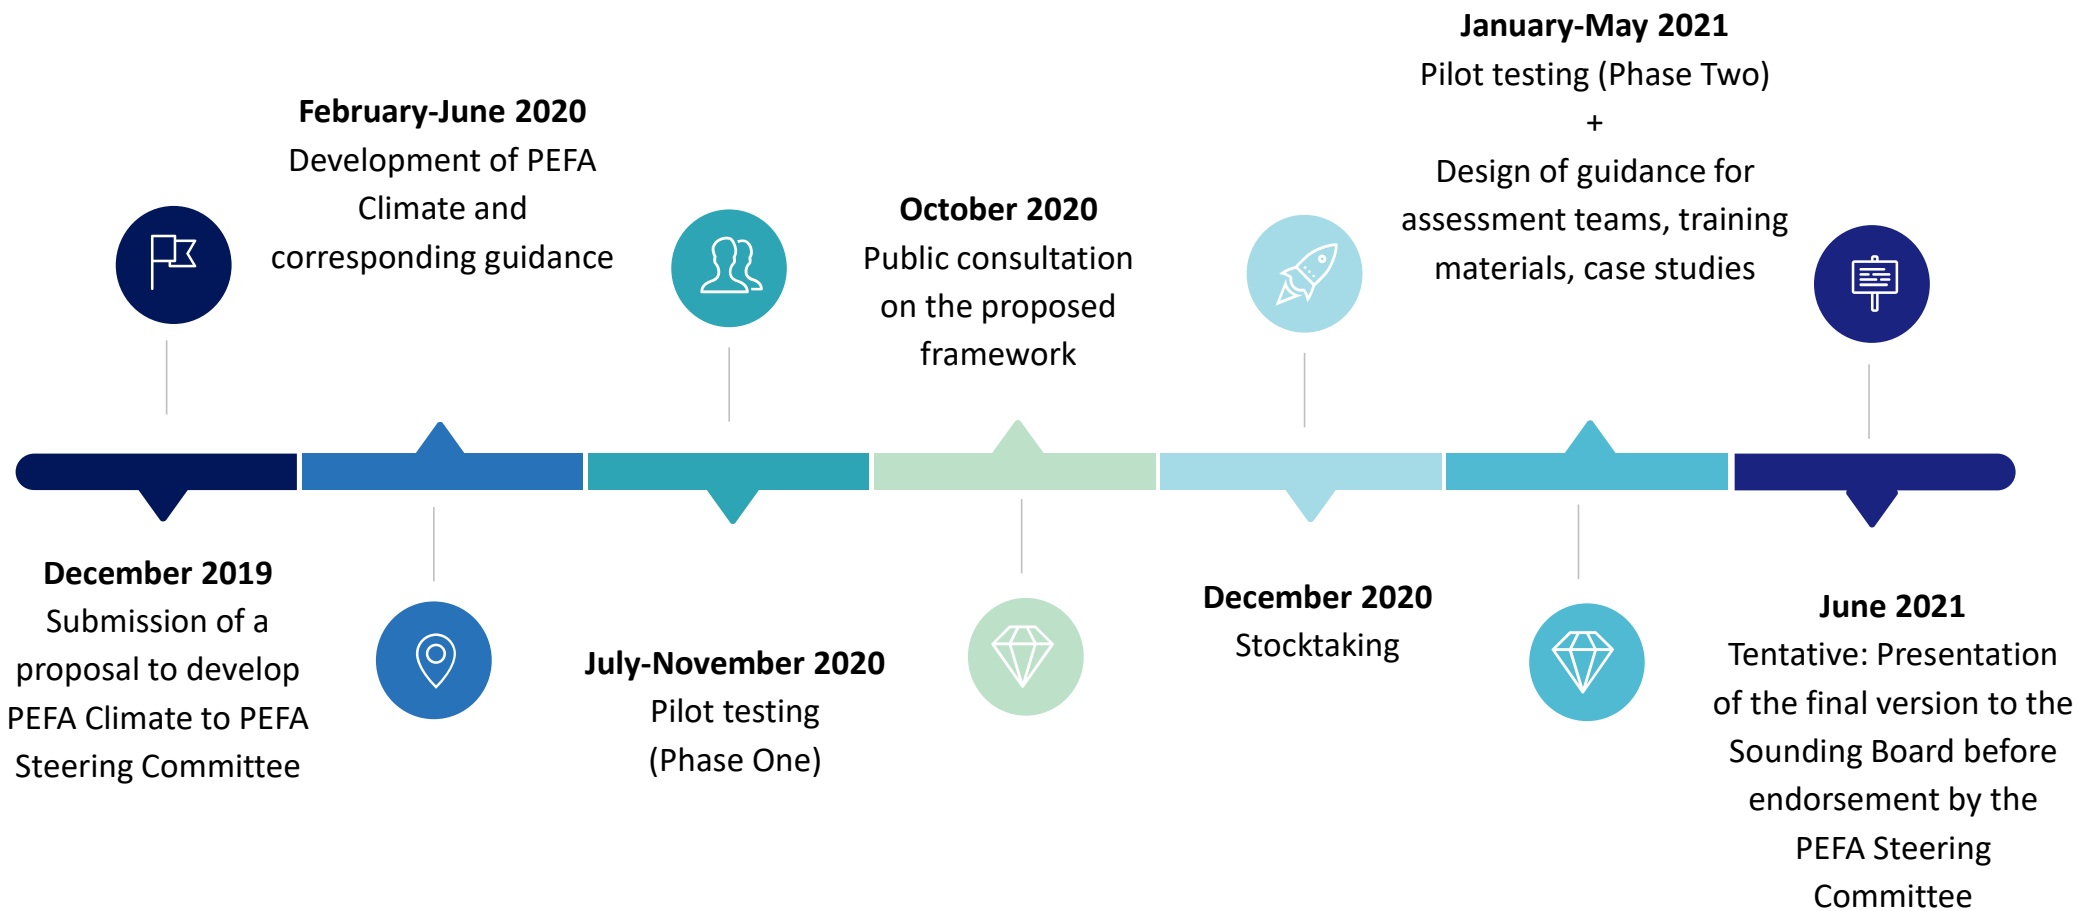 December 2019
Submission of a
proposal to develop
PEFA Climate to PEFA
Steering Committee
February-June 2020
Development of PEFA
Climate and
corresponding guidance
July-November 2020
Pilot testing
(Phase One)
October 2020
Public consultation
on the proposed
framework
December 2020
Stocktaking
January-May 2021
Pilot testing (Phase Two)
+
Design of guidance for
assessment teams, training
materials, case studies
June 2021
Tentative: Presentation
of the final version to the
Sounding Board before
endorsement by the
PEFA Steering
Committee